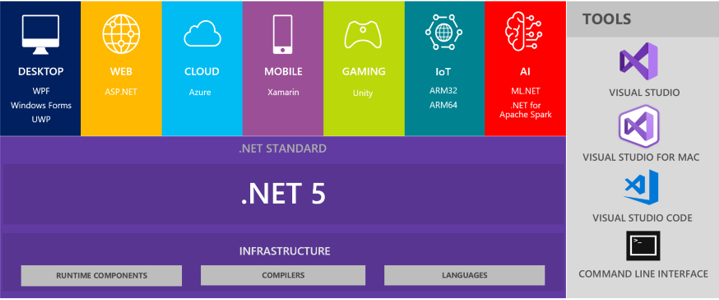 DESKTOP
WPF
Windows Forms
UWP
WEB
ASP.NET
CLOUD
Azure
MOBILE
Xamarin
GAMING
Unity
IoT
ARM32
ARM64
AI
ML.NET
.NET for
Apache Spark
.NET STANDARD
.NET 5
INFRASTRUCTURE
RUNTIME COMPONENTS
COMPILERS
LANGUAGES
TOOLS
VISUAL STUDIO
VISUAL STUDIO FOR MAC
VISUAL STUDIO CODE
COMMAND LINE INTERFACE